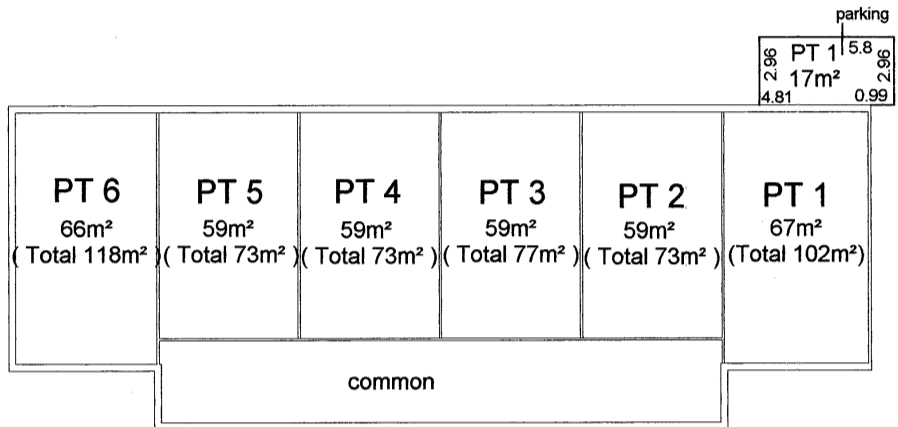 parking
PT 1 5.8
2.96 17m² 2.96
4.81 0.99
PT 6
66m²
( Total 118m² )
PT 5
59m²
( Total 73m² )
PT 4
59m²
( Total 73m² )
PT 3
59m²
( Total 77m² )
PT 2
59m²
( Total 73m² )
PT 1
67m²
(Total 102m²)
common